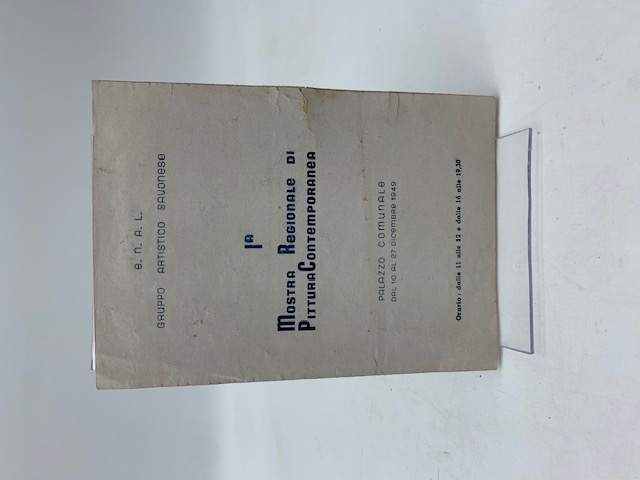 e. n. A. L.
GRUPPO ARTISTICO SAVONESE
1A
MOSTRA REGIONALE DI
PITTURA CONTEMPORANEA
PALAZZO COMUNALE
DAL 10 AL 27 DICEMBRE 1949
Orario: dalle 11 alle 12 e dalle 16 alle 19,30